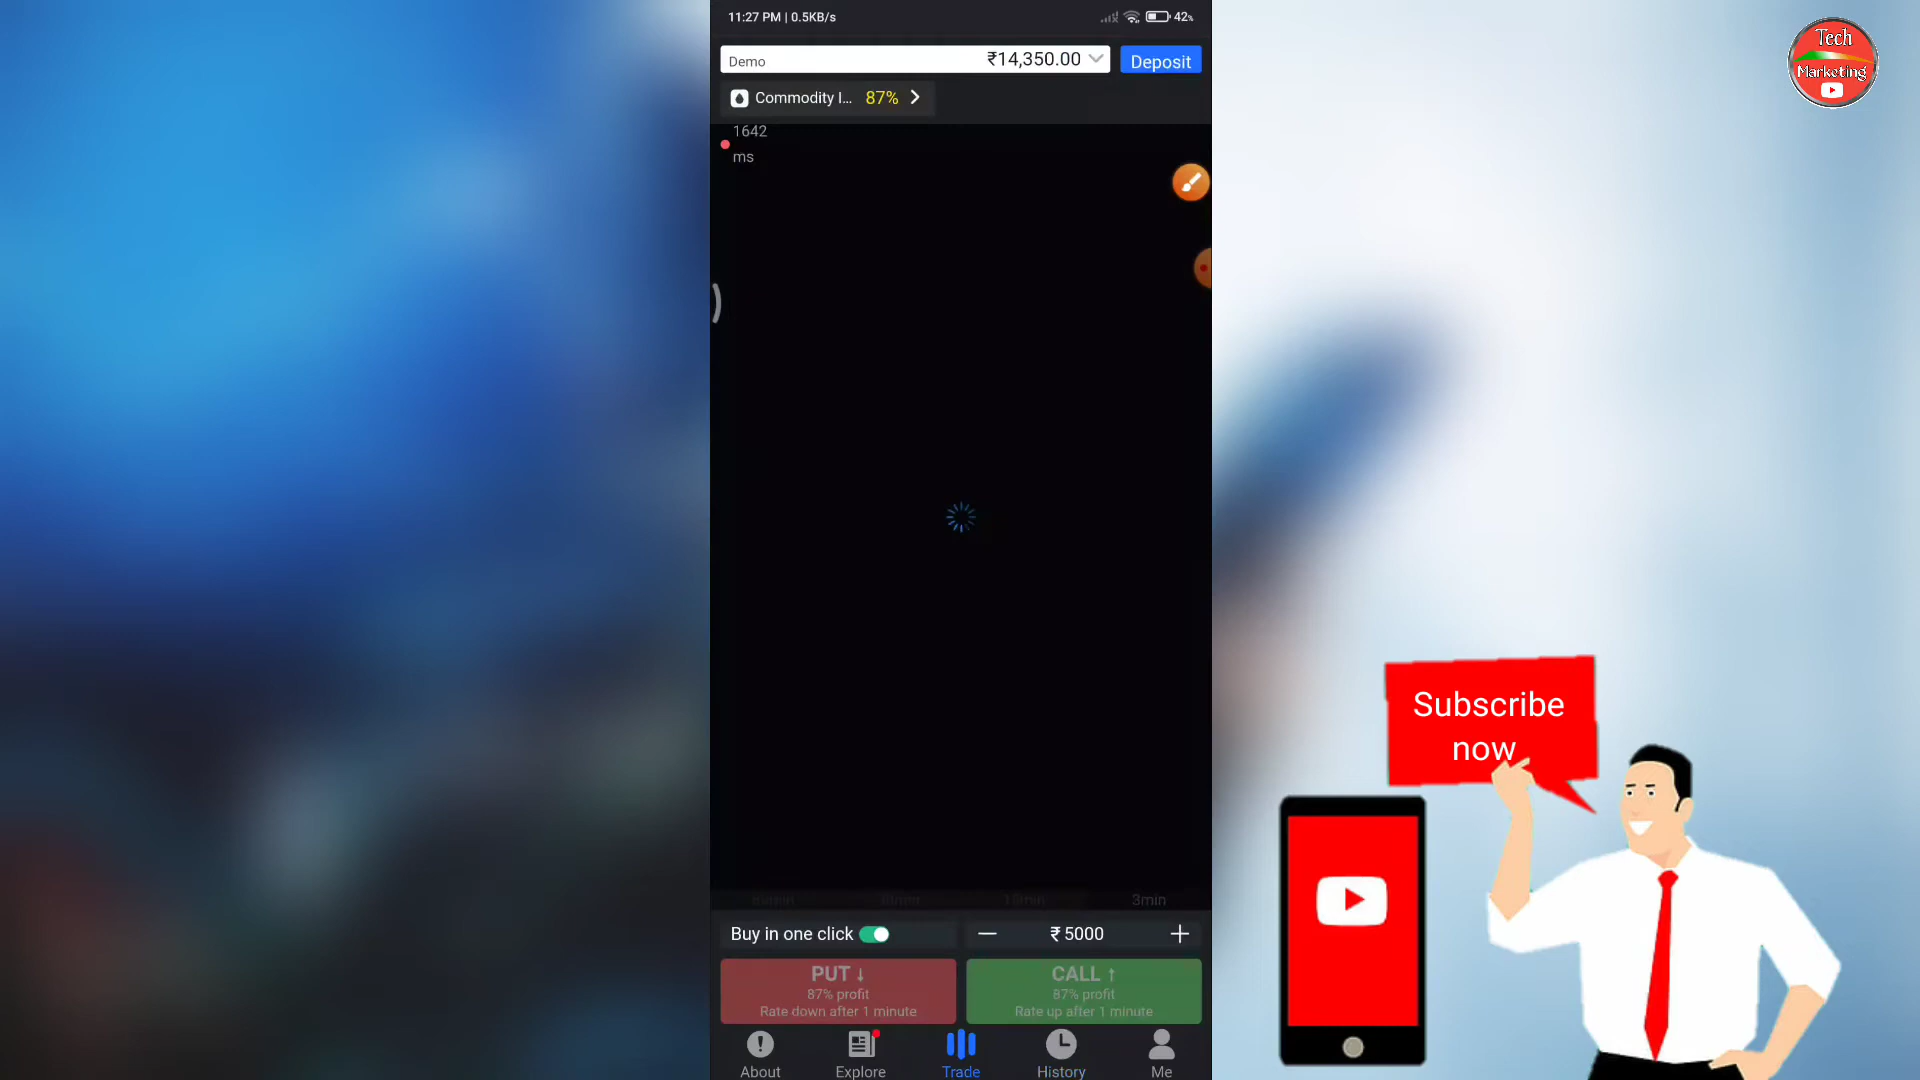 11:27 PM | 0.5KB/s
42%
Demo
₹14,350.00
Deposit
Commodity I...
87%
1642
ms
3min
Buy in one click
₹ 5000
PUT ↓
87% profit
Rate down after 1 minute
CALL ↑
87% profit
Rate up after 1 minute
About
Explore
Trade
History
Me
Tech
Marketing
Subscribe
now